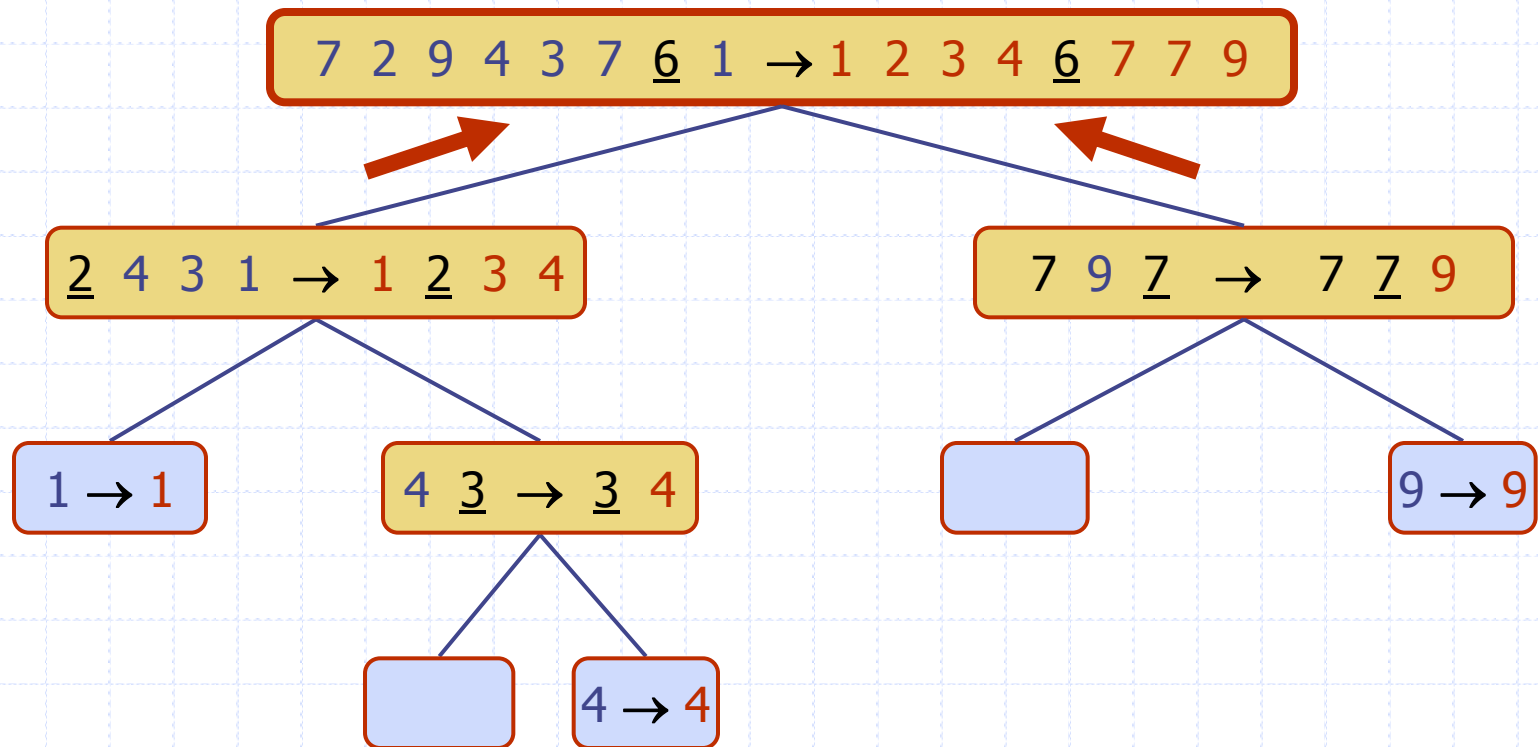 7 2 9 4 3 7 6 1 → 1 2 3 4 6 7 7 9
2 4 3 1 → 1 2 3 4
7 9 7 → 7 7 9
1 → 1
4 3 → 3 4
9 → 9
4 → 4